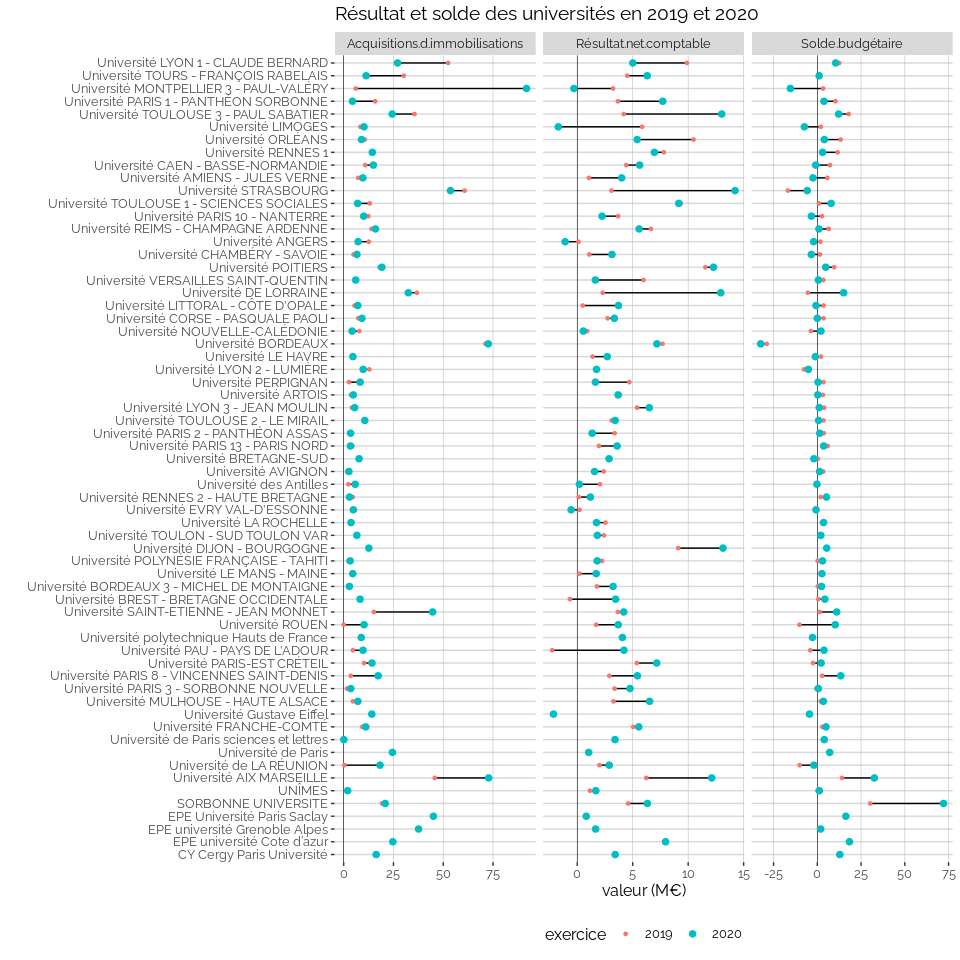 Résultat et solde des universités en 2019 et 2020
Acquisitions.d.immobilisations Résultat.net.comptable Solde.budgétaire
Université LYON 1 - CLAUDE BERNARD
Université TOURS - FRANÇOIS RABELAIS
Université MONTPELLIER 3 - PAUL-VALÉRY
Université PARIS 1 - PANTHÉON SORBONNE
Université TOULOUSE 3 - PAUL SABATIER
Université LIMOGES
Université ORLÉANS
Université RENNES 1
Université CAEN - BASSE-NORMANDIE
Université AMIENS - JULES VERNE
Université STRASBOURG
Université TOULOUSE 1 - SCIENCES SOCIALES
Université PARIS 10 - NANTERRE
Université REIMS - CHAMPAGNE ARDENNE
Université ANGERS
Université CHAMBÉRY - SAVOIE
Université POITIERS
Université VERSAILLES SAINT-QUENTIN
Université DE LORRAINE
Université LITTORAL - CÔTE D'OPALE
Université CORSE - PASQUALE PAOLI
Université NOUVELLE-CALÉDONIE
Université BORDEAUX
Université LE HAVRE
Université LYON 2 - LUMIÈRE
Université PERPIGNAN
Université ARTOIS
Université LYON 3 - JEAN MOULIN
Université TOULOUSE 2 - LE MIRAIL
Université PARIS 2 - PANTHÉON ASSAS
Université PARIS 13 - PARIS NORD
Université BRETAGNE-SUD
Université AVIGNON
Université des Antilles
Université RENNES 2 - HAUTE BRETAGNE
Université EVRY VAL-D'ESSONNE
Université LA ROCHELLE
Université TOULON - SUD TOULON VAR
Université DIJON - BOURGOGNE
Université POLYNÉSIE FRANÇAISE - TAHITI
Université LE MANS - MAINE
Université BORDEAUX 3 - MICHEL DE MONTAIGNE
Université BREST - BRETAGNE OCCIDENTALE
Université SAINT-ETIENNE - JEAN MONNET
Université ROUEN
Université polytechnique Hauts de France
Université PAU - PAYS DE L'ADOUR
Université PARIS-EST CRÉTEIL
Université PARIS 8 - VINCENNES SAINT-DENIS
Université PARIS 3 - SORBONNE NOUVELLE
Université MULHOUSE - HAUTE ALSACE
Université Gustave Eiffel
Université FRANCHE-COMTÉ
Université de Paris sciences et lettres
Université de Paris
Université de LA RÉUNION
Université AIX MARSEILLE
UNÎMES
SORBONNE UNIVERSITE
EPE Université Paris Saclay
EPE université Grenoble Alpes
EPE université Cote d'azur
CY Cergy Paris Université
0 25 50 75 0 5 10 15 -25 0 25 50 75
valeur (M€)
exercice 2019 2020